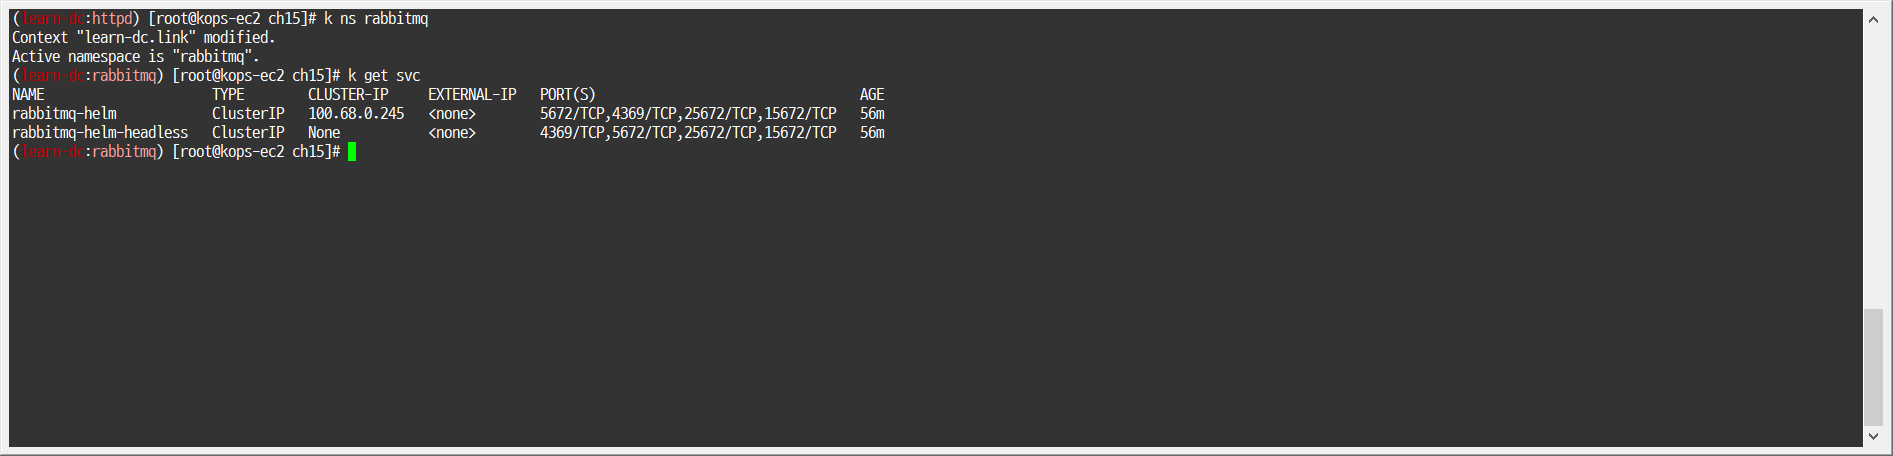 (learn-dc:httpd) [root@kops-ec2 ch15]# k ns rabbitmq
Context "learn-dc.link" modified.
Active namespace is "rabbitmq".
(learn-dc:rabbitmq) [root@kops-ec2 ch15]# k get svc
NAME                     TYPE        CLUSTER-IP     EXTERNAL-IP   PORT(S)                                 AGE
rabbitmq-helm            ClusterIP   100.68.0.245   <none>        5672/TCP,4369/TCP,25672/TCP,15672/TCP   56m
rabbitmq-helm-headless   ClusterIP   None           <none>        4369/TCP,5672/TCP,25672/TCP,15672/TCP   56m
(learn-dc:rabbitmq) [root@kops-ec2 ch15]#